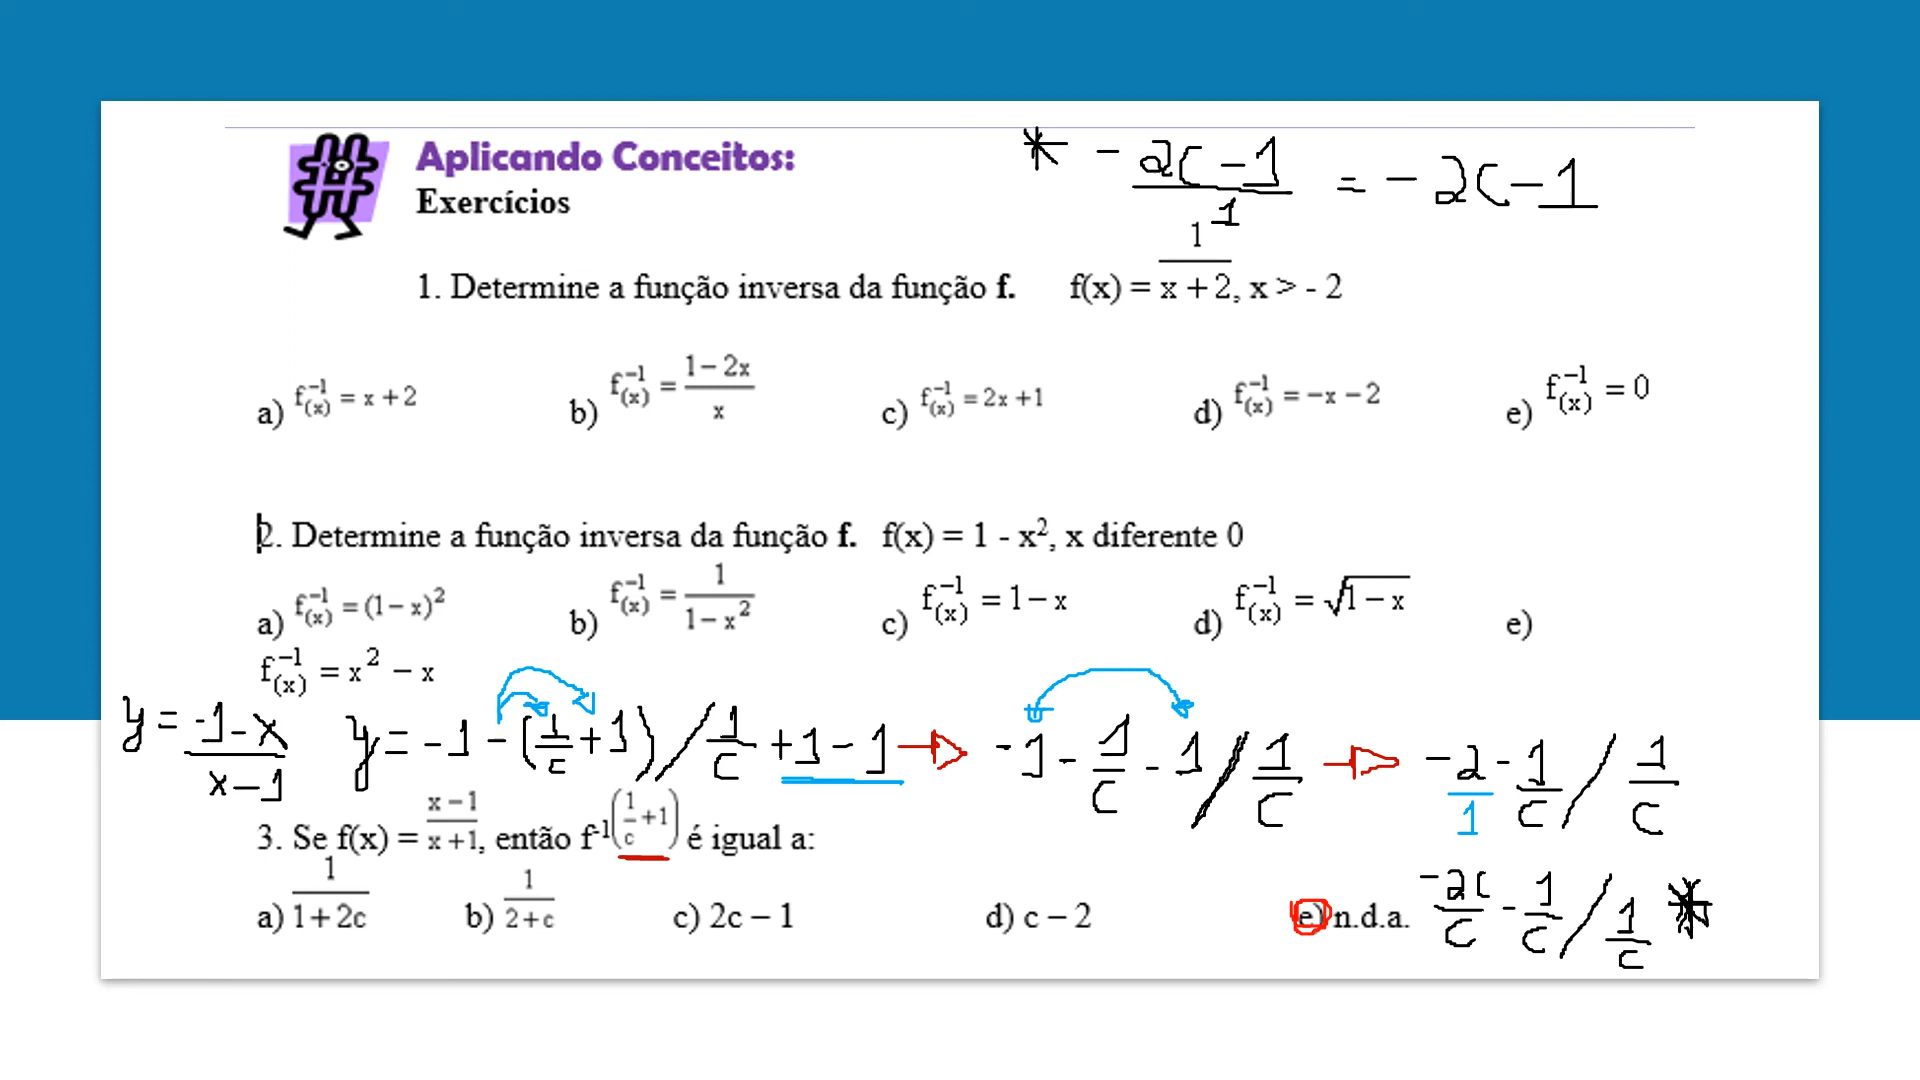 Aplicando Conceitos:
Exercícios
* - 2c - 1 / 1 = - 2c - 1
1. Determine a função inversa da função f. f(x) = 1 / x + 2, x > - 2
a) f⁻¹(x) = x + 2 b) f⁻¹(x) = 1 − 2x / x c) f⁻¹(x) = 2x + 1 d) f⁻¹(x) = −x − 2 e) f⁻¹(x) = 0
2. Determine a função inversa da função f. f(x) = 1 - x², x diferente 0
a) f⁻¹(x) = (1 − x)² b) f⁻¹(x) = 1 / 1 − x² c) f⁻¹(x) = 1 − x d) f⁻¹(x) = √1 − x e)
f⁻¹(x) = x² − x
y = -1 - x / x - 1 y = -1 - (1/c + 1) / 1/c + 1 - 1 -1 - 1/c - 1 / 1/c -2/1 - 1/c / 1/c
3. Se f(x) = x − 1 / x + 1, então f⁻¹(1/c + 1) é igual a:
a) 1 / 1 + 2c b) 1 / 2 + c c) 2c − 1 d) c − 2 e) n.d.a. -2c/c - 1/c / 1/c *